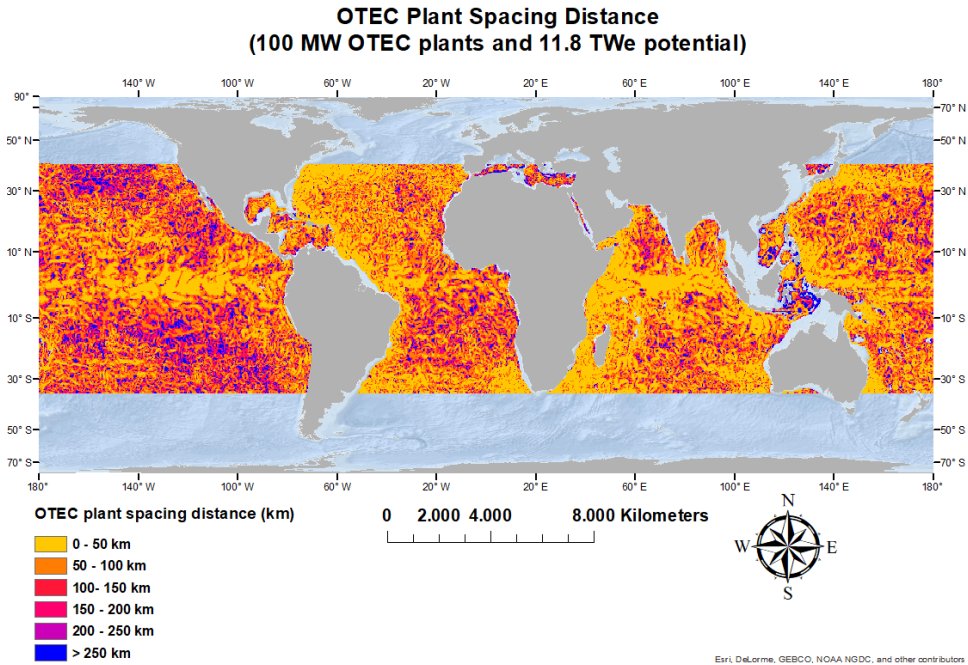 OTEC Plant Spacing Distance
(100 MW OTEC plants and 11.8 TWe potential)
140° W 100° W 60° W 20° W 20° E 60° E 100° E 140° E 180°
90°
70° N
50° N 50° N
30° N 30° N
10° N 10° N
10° S 10° S
30° S 30° S
50° S 50° S
70° S 70° S
180° 140° W 100° W 60° W 20° W 20° E 60° E 100° E 140° E 180°
OTEC plant spacing distance (km)
0 2.000 4.000 8.000 Kilometers
0 - 50 km
50 - 100 km
100- 150 km
150 - 200 km
200 - 250 km
> 250 km
N
W E
S
Esri, DeLorme, GEBCO, NOAA NGDC, and other contributors